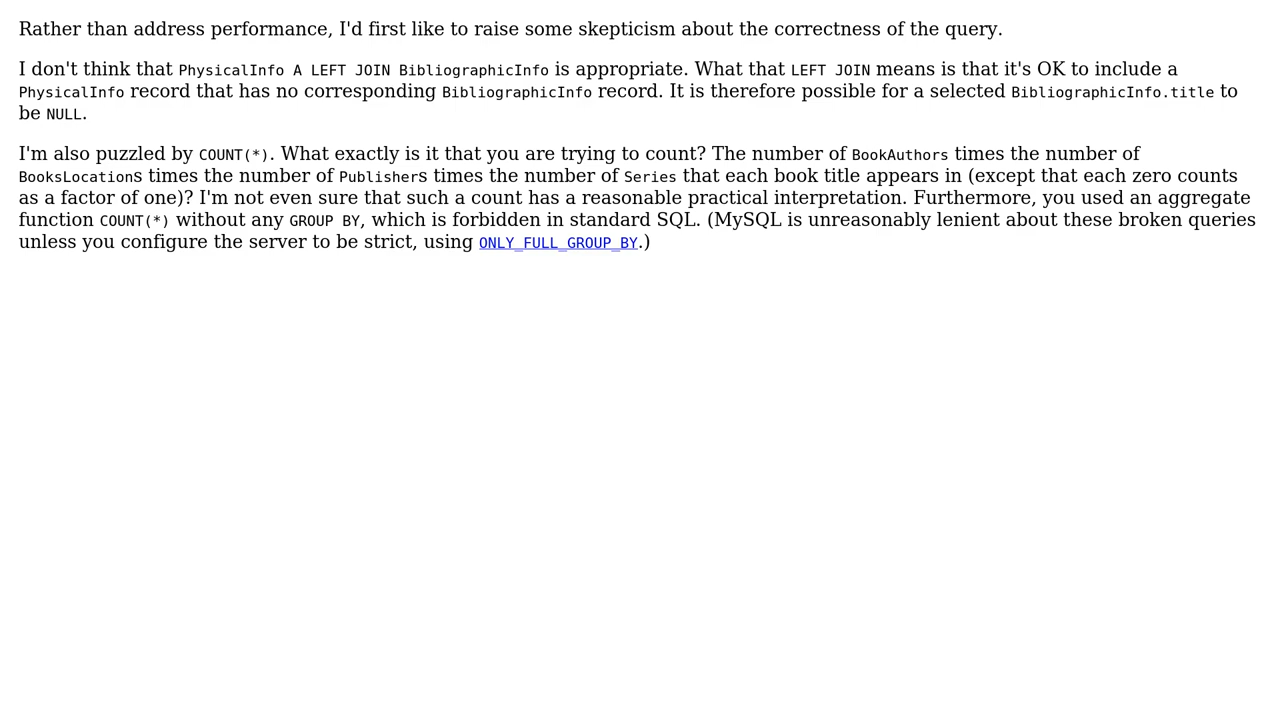 Rather than address performance, I'd first like to raise some skepticism about the correctness of the query.
I don't think that PhysicalInfo A LEFT JOIN BibliographicInfo is appropriate. What that LEFT JOIN means is that it's OK to include a
PhysicalInfo record that has no corresponding BibliographicInfo record. It is therefore possible for a selected BibliographicInfo.title to
be NULL.
I'm also puzzled by COUNT(*). What exactly is it that you are trying to count? The number of BookAuthors times the number of
BooksLocations times the number of Publishers times the number of Series that each book title appears in (except that each zero counts
as a factor of one)? I'm not even sure that such a count has a reasonable practical interpretation. Furthermore, you used an aggregate
function COUNT(*) without any GROUP BY, which is forbidden in standard SQL. (MySQL is unreasonably lenient about these broken queries
unless you configure the server to be strict, using ONLY_FULL_GROUP_BY.)